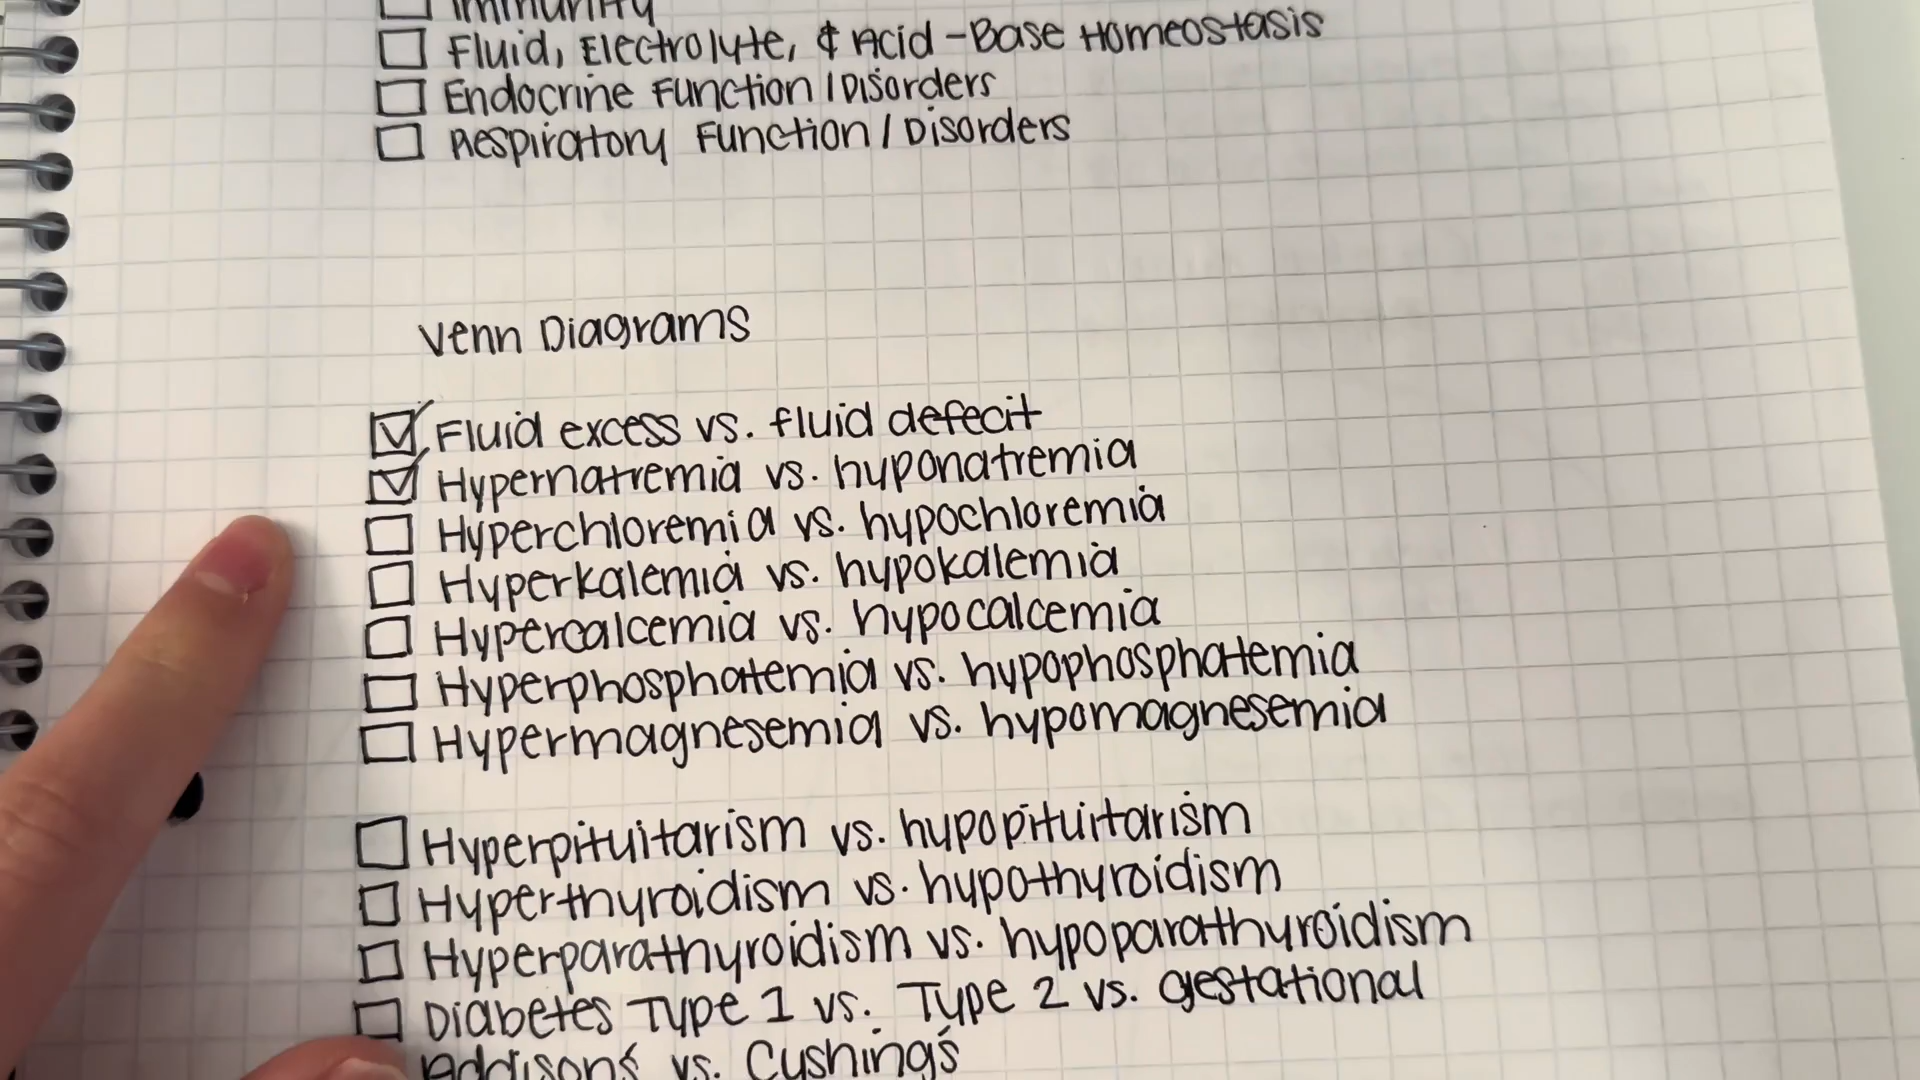 Immunity
Fluid, Electrolyte, & Acid-Base Homeostasis
Endocrine Function / Disorders
Respiratory Function / Disorders
Venn Diagrams
Fluid excess vs. fluid defecit
Hypernatremia vs. hyponatremia
Hyperchloremia vs. hypochloremia
Hyperkalemia vs. hypokalemia
Hypercalcemia vs. hypocalcemia
Hyperphosphatemia vs. hypophosphatemia
Hypermagnesemia vs. hypomagnesemia
Hyperpituitarism vs. hypopituitarism
Hyperthyroidism vs. hypothyroidism
Hyperparathyroidism vs. hypoparathyroidism
Diabetes Type 1 vs. Type 2 vs. gestational
Addisons vs. Cushing's